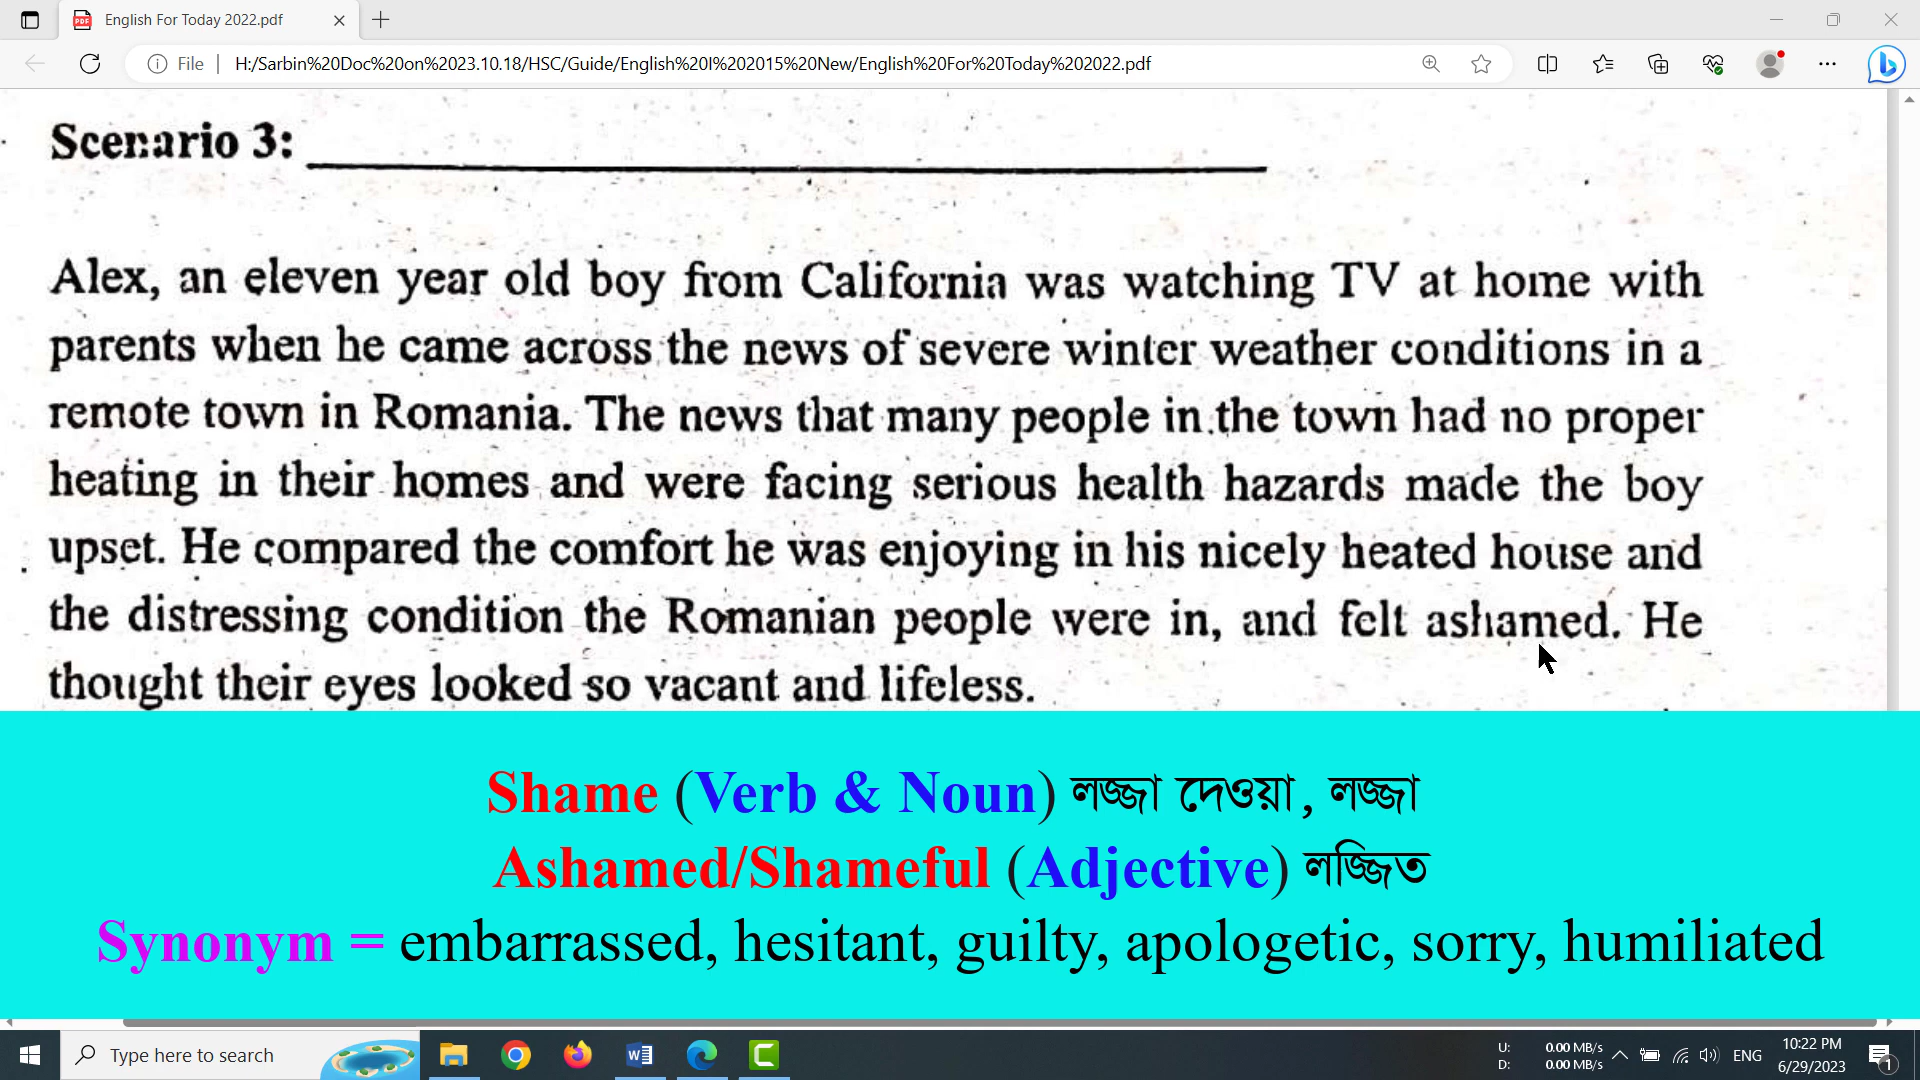 English For Today 2022.pdf
File
H:/Sarbin%20Doc%20on%2023.10.18/HSC/Guide/English%20I%202015%20New/English%20For%20Today%202022.pdf
Scenario 3:
Alex, an eleven year old boy from California was watching TV at home with
parents when he came across the news of severe winter weather conditions in a
remote town in Romania. The news that many people in the town had no proper
heating in their homes and were facing serious health hazards made the boy
upset. He compared the comfort he was enjoying in his nicely heated house and
the distressing condition the Romanian people were in, and felt ashamed. He
thought their eyes looked so vacant and lifeless.
Shame (Verb & Noun) লজ্জা দেওয়া, লজ্জা
Ashamed/Shameful (Adjective) লজ্জিত
Synonym = embarrassed, hesitant, guilty, apologetic, sorry, humiliated
Type here to search
U: 0.00 MB/s
D: 0.00 MB/s
ENG
10:22 PM
6/29/2023
1